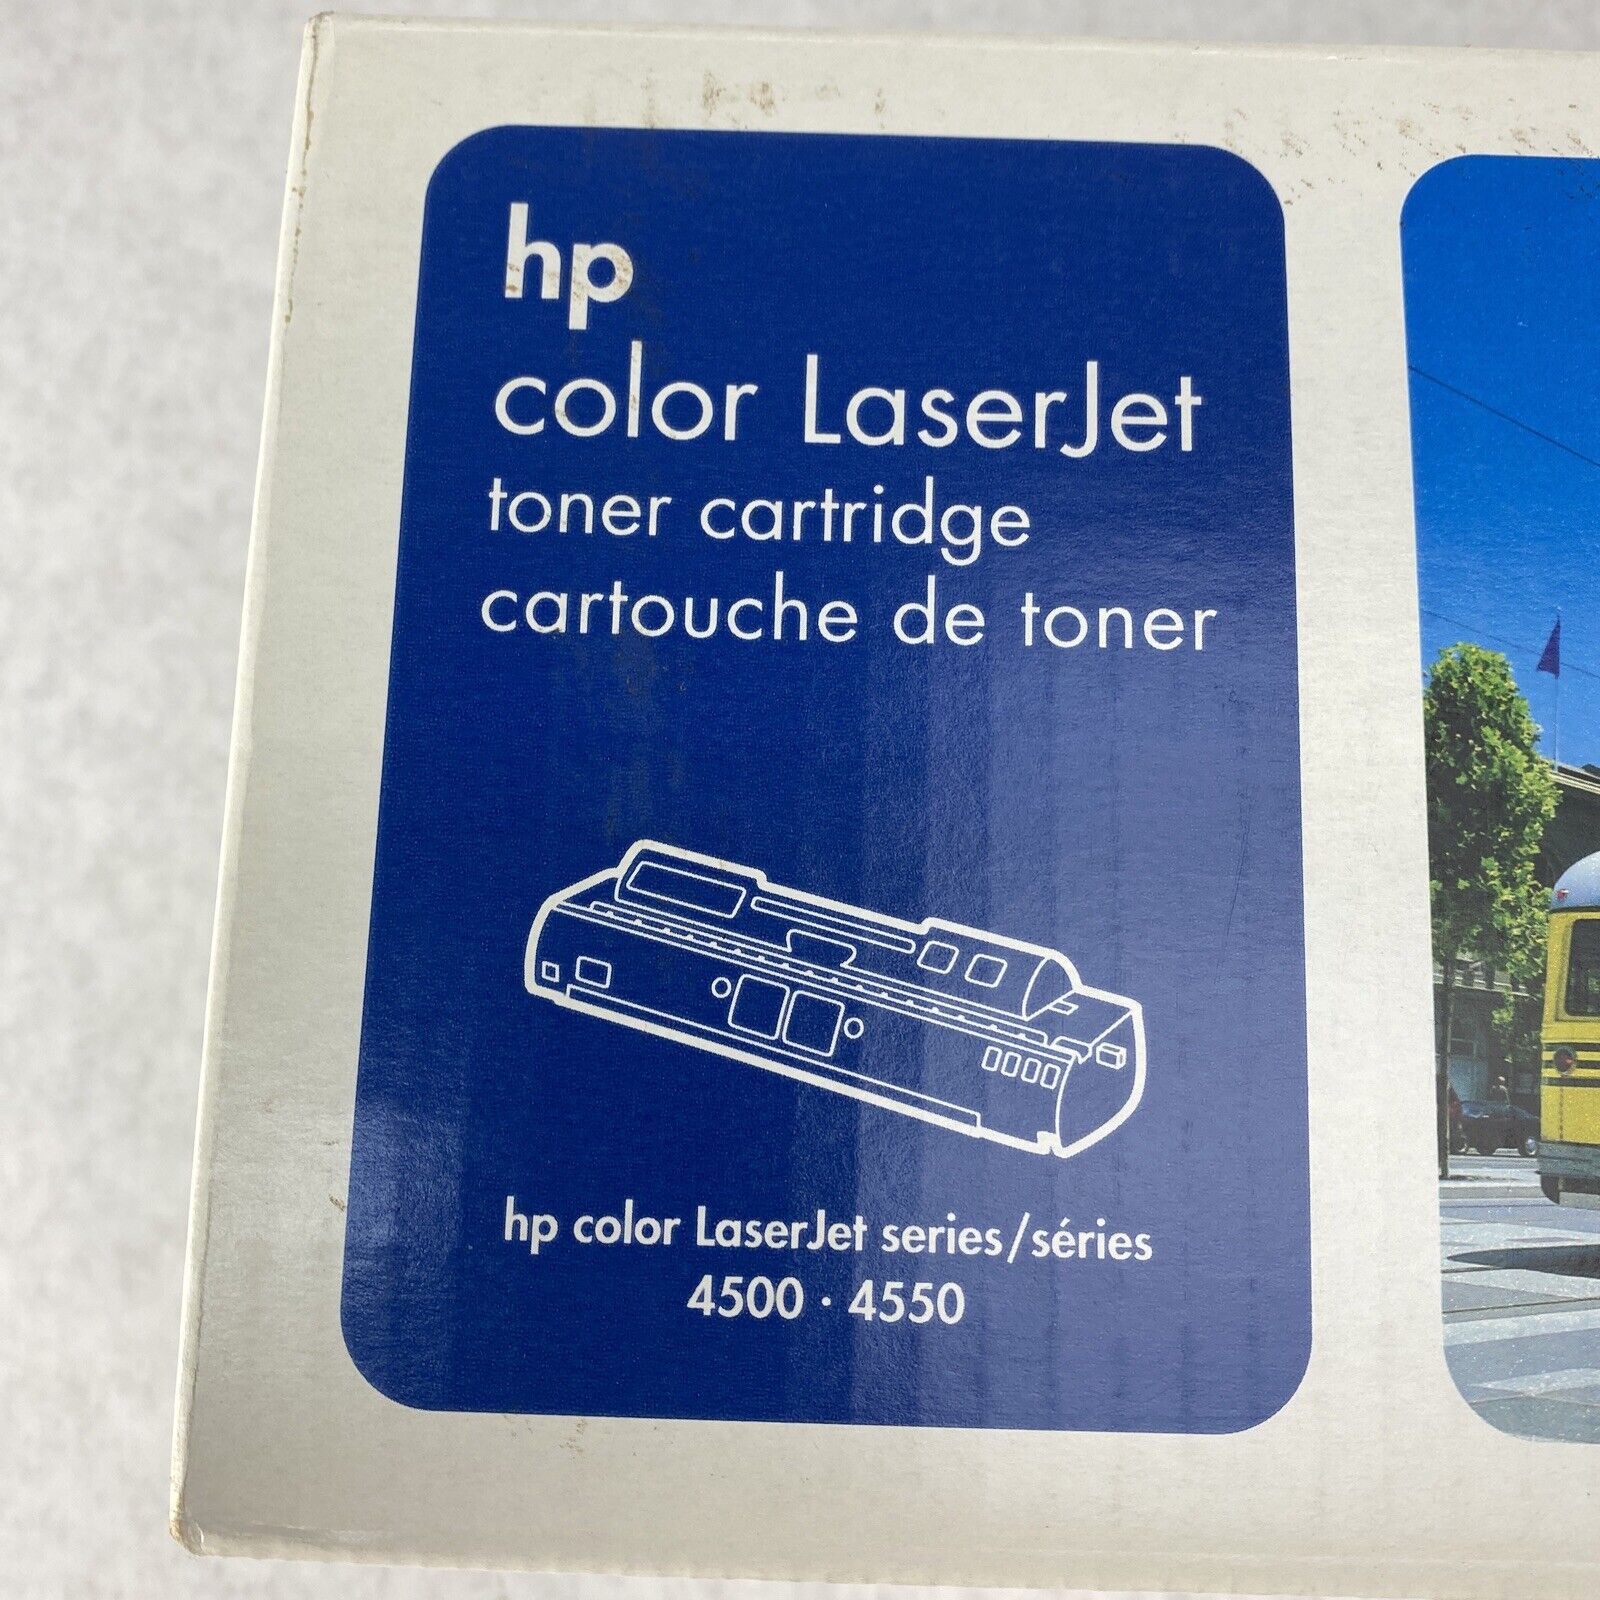 hp
color LaserJet
toner cartridge
cartouche de toner
hp color LaserJet series/séries
4500 · 4550